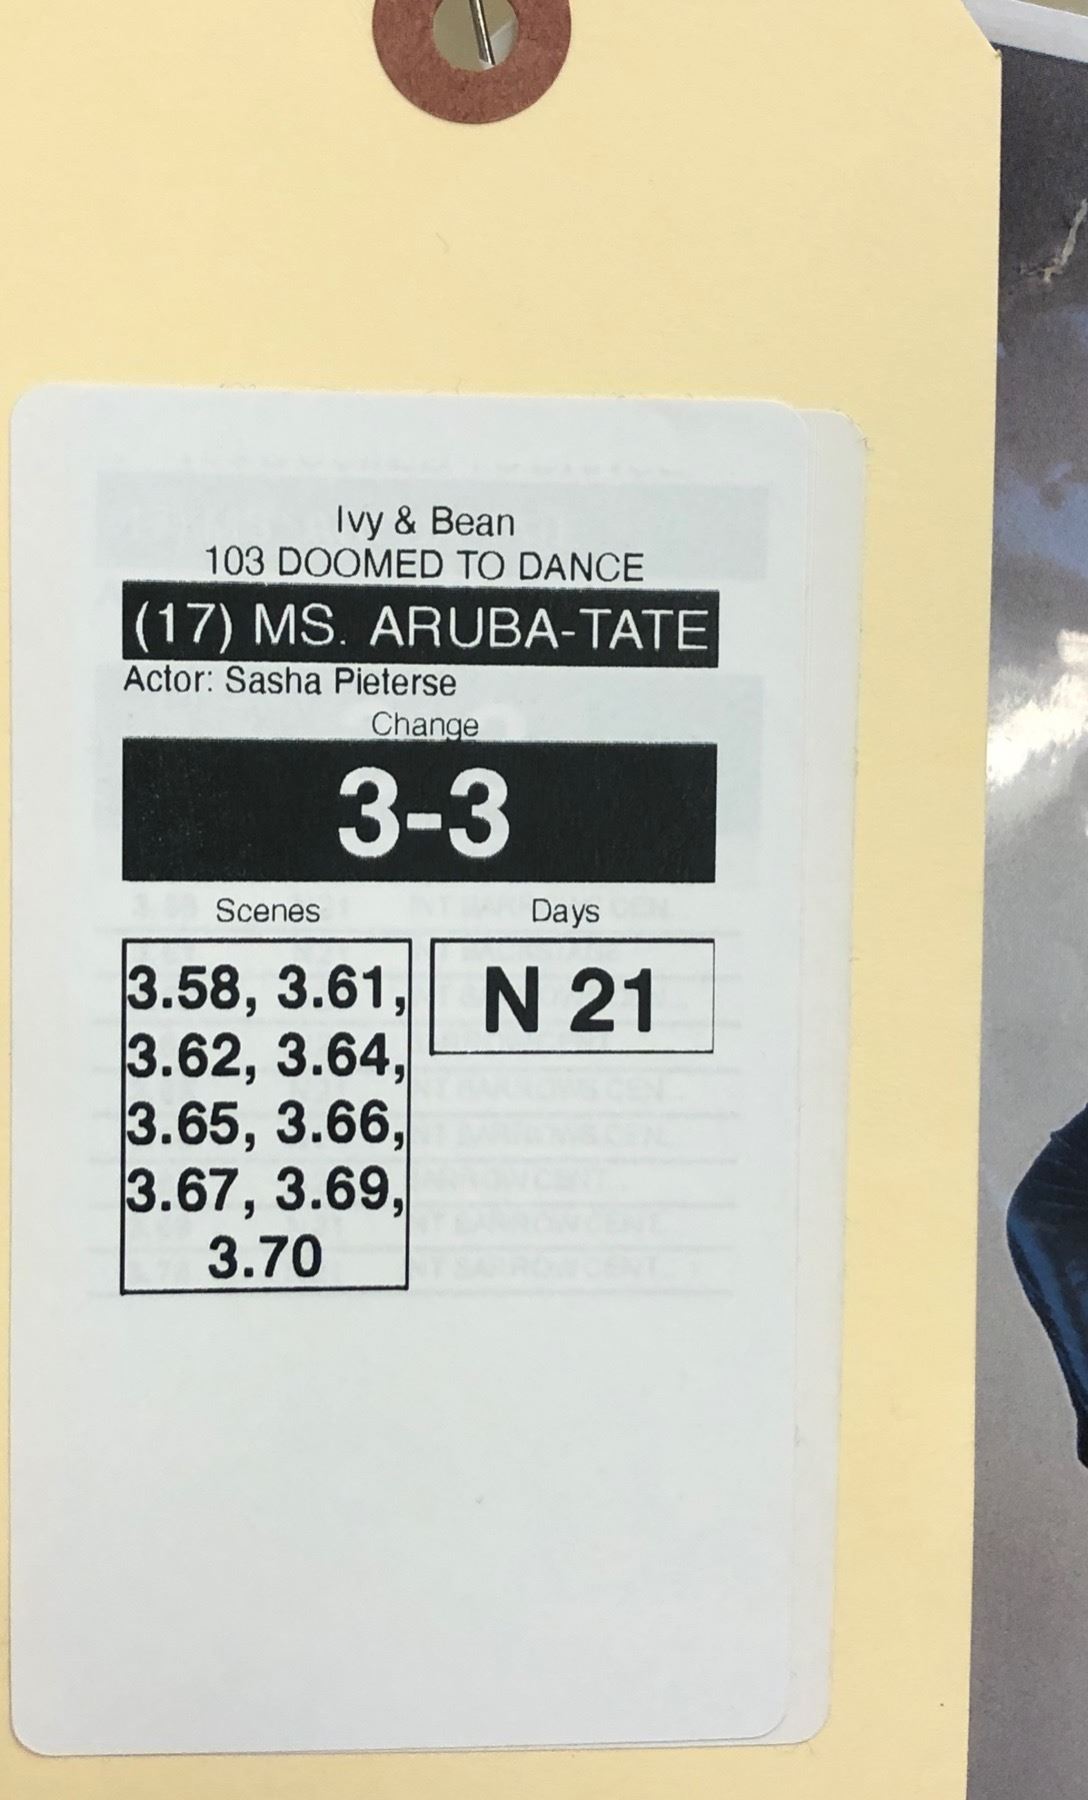 Ivy & Bean
103 DOOMED TO DANCE
(17) MS. ARUBA-TATE
Actor: Sasha Pieterse
Change
3-3
Scenes Days
3.58, 3.61, N 21
3.62, 3.64,
3.65, 3.66,
3.67, 3.69,
3.70